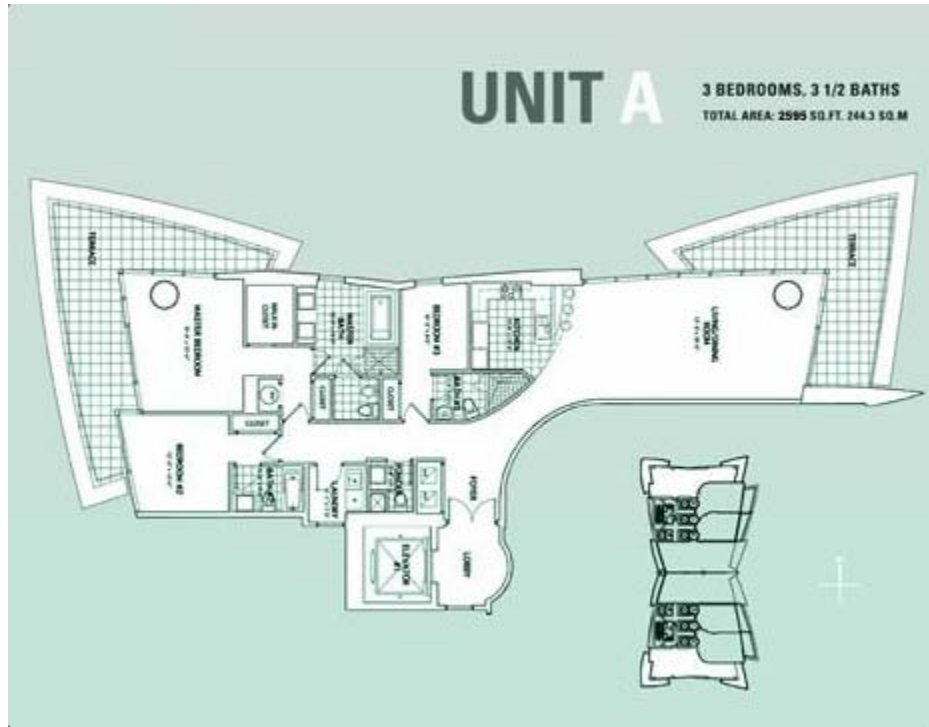 UNIT A
3 BEDROOMS, 3 1/2 BATHS
TOTAL AREA: 2595 SQ.FT. 244.3 SQ.M
TERRACE
TERRACE
MASTER BEDROOM
WALK IN
CLOSET
MASTER
BATH
BEDROOM #3
KITCHEN
LIVING/DINING
ROOM
CLOSET
CLOSET
BATH #3
CLOSET
BEDROOM #2
BATH #2
LAUNDRY
POWDER
FOYER
ELEVATOR
#1
LOBBY